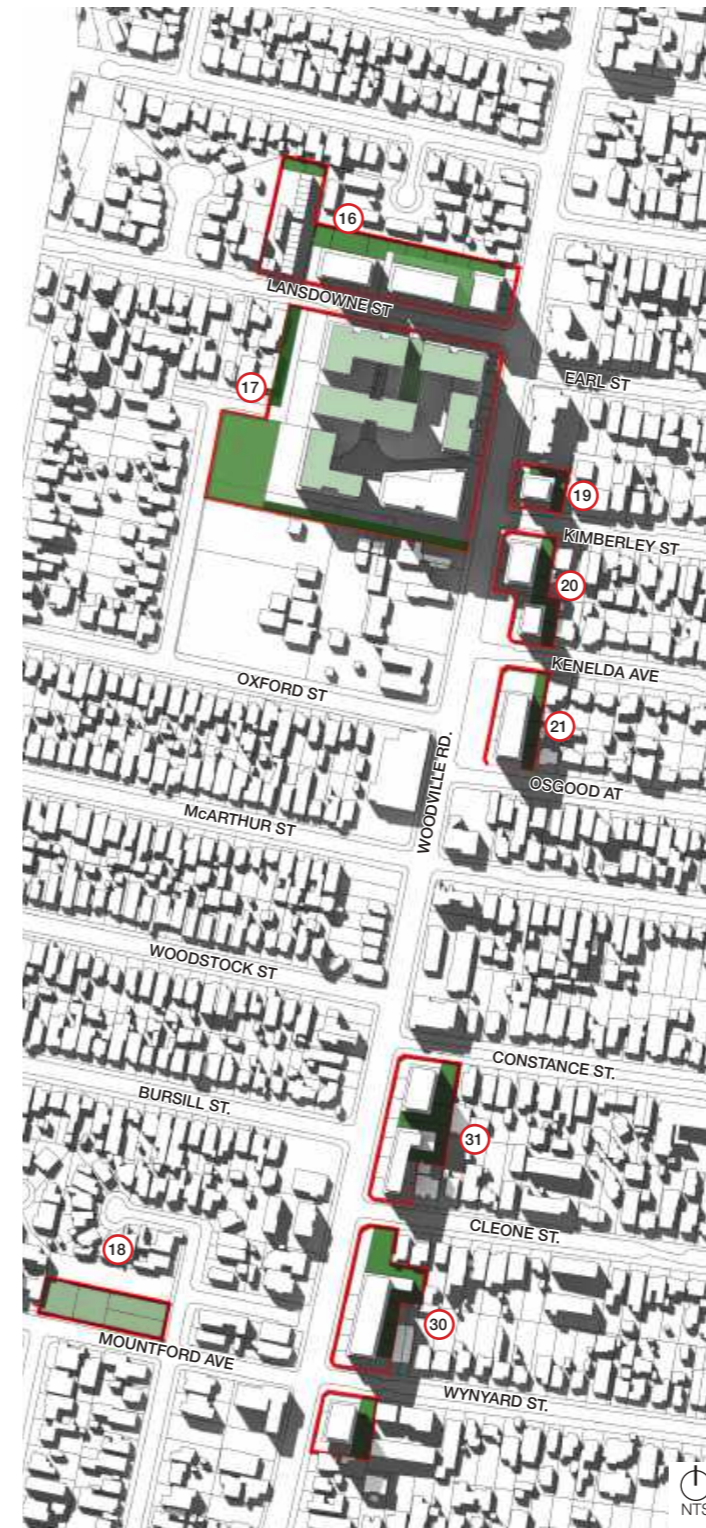 16
LANSDOWNE ST
17
EARL ST
19
KIMBERLEY ST
20
KENELDA AVE
OXFORD ST
21
WOODVILLE RD.
OSGOOD AT
McARTHUR ST
WOODSTOCK ST
CONSTANCE ST.
BURSILL ST.
31
CLEONE ST.
18
30
MOUNTFORD AVE
WYNYARD ST.
NTS